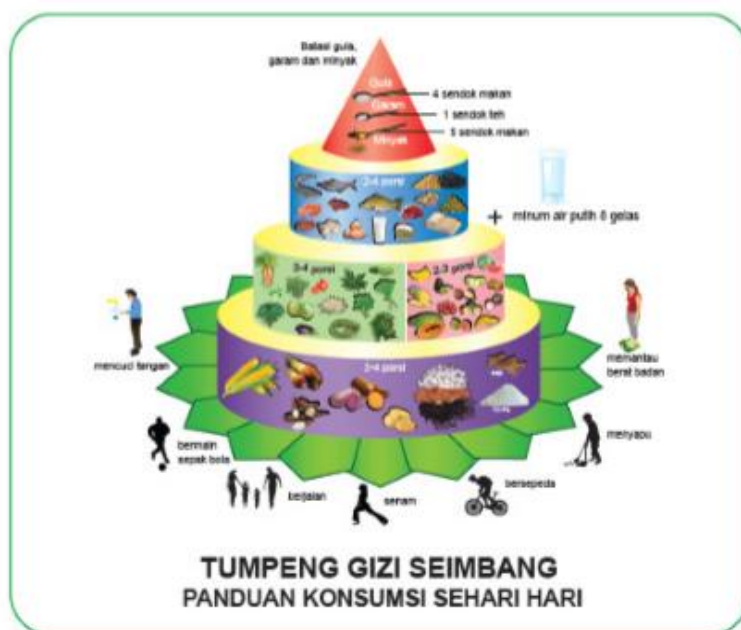 Batasi gula,
garam dan minyak
Gula
4 sendok makan
Garam
1 sendok teh
5 sendok makan
Minyak
2-4 porsi
+ minum air putih 8 gelas
3-4 porsi
2-3 porsi
mencuci tangan
memantau
berat badan
3-4 porsi
bermain
sepak bola
menyapu
berjalan
senam
bersepeda
TUMPENG GIZI SEIMBANG
PANDUAN KONSUMSI SEHARI HARI